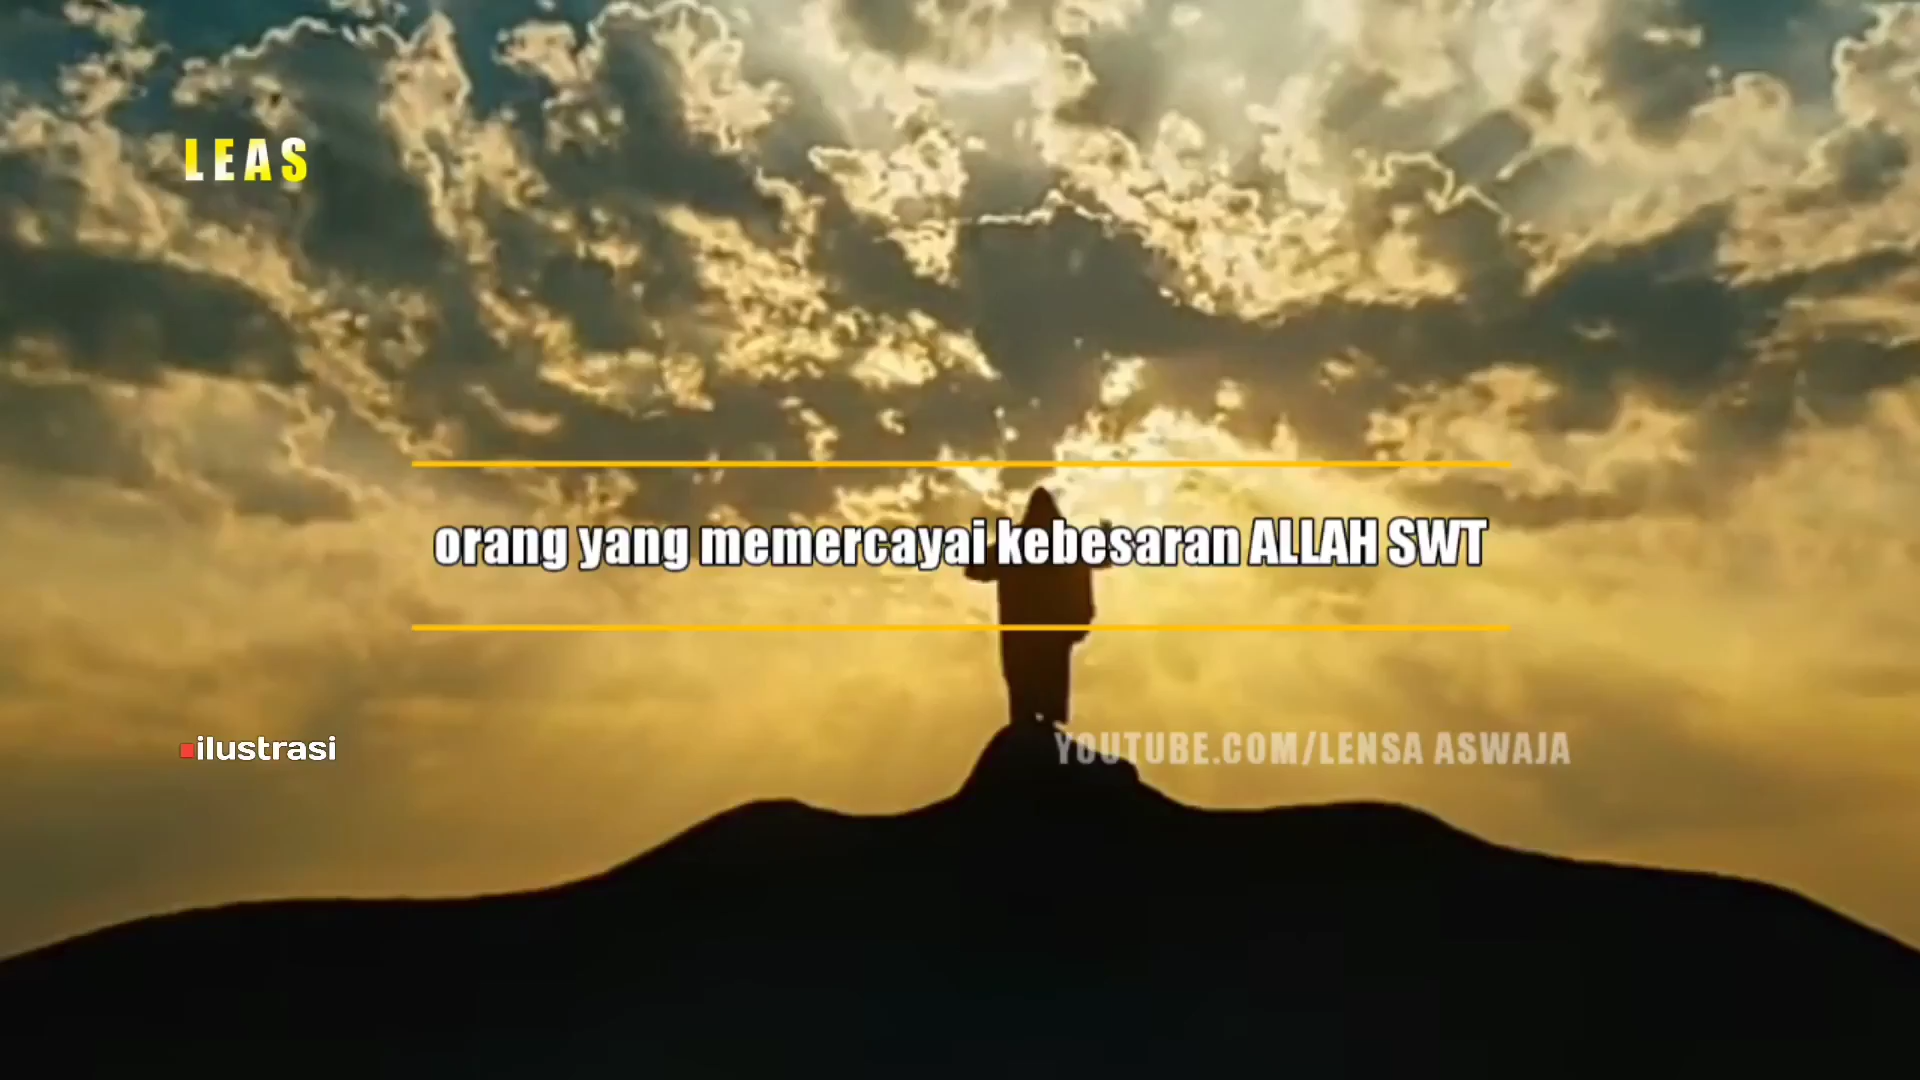 LEAS
orang yang memercayai kebesaran ALLAH SWT
ilustrasi
YOUTUBE.COM/LENSA ASWAJA